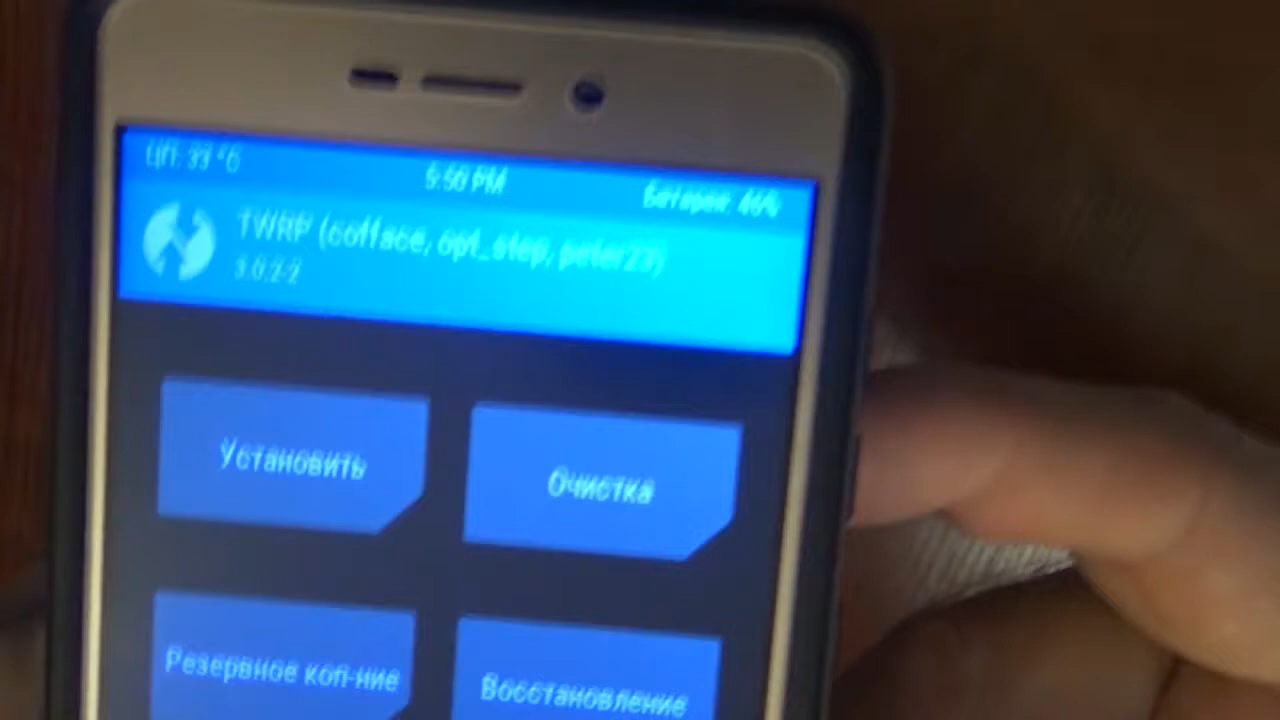 ЦП: 33 °C
5:50 PM
Батарея: 46%
TWRP (cofface, opt_step, peter23)
3.0.2-2
Установить
Очистка
Резервное коп-ние
Восстановление